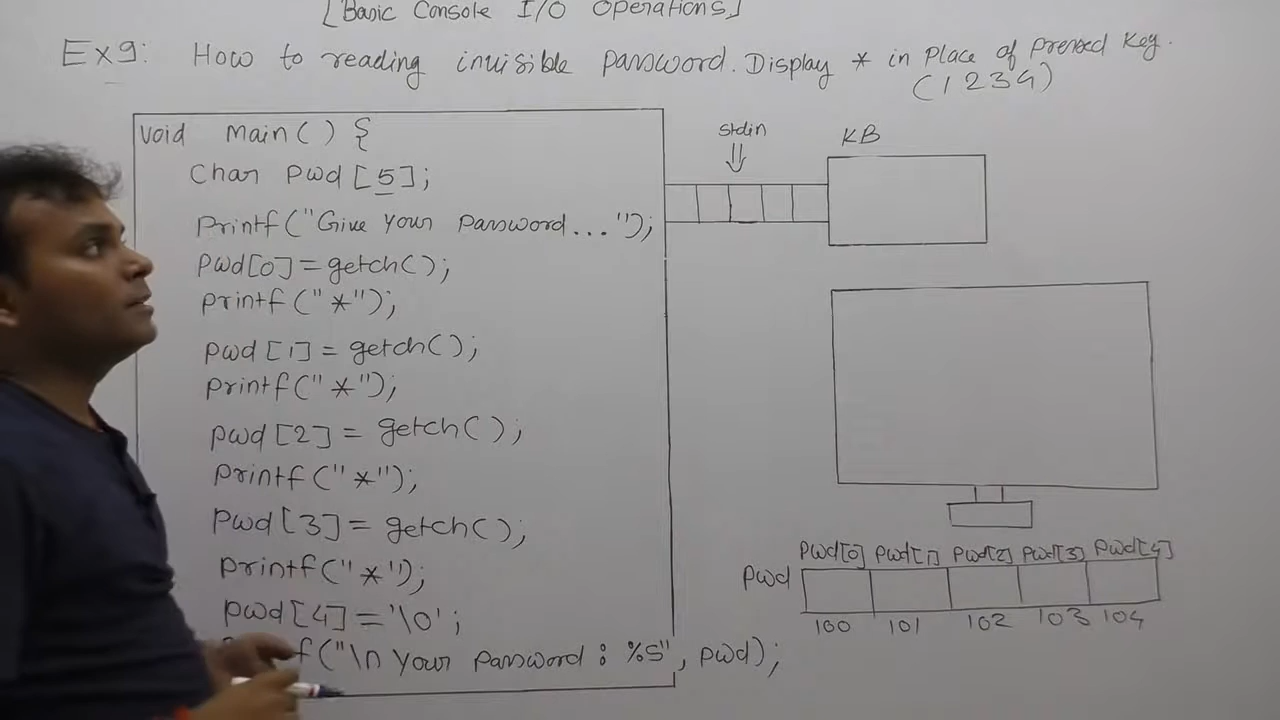 [Basic Console I/O Operations]
Ex9: How to reading invisible password. Display * in place of pressed key.
(1234)
void main() {
char pwd[5];
printf("Give your password...");
pwd[0]=getch();
printf("*");
pwd[1]=getch();
printf("*");
pwd[2]=getch();
printf("*");
pwd[3]=getch();
printf("*");
pwd[4]='\0';
f("\n your password : %s", pwd);
stdin
KB
pwd[0] pwd[1] pwd[2] pwd[3] pwd[4]
pwd
100 101 102 103 104